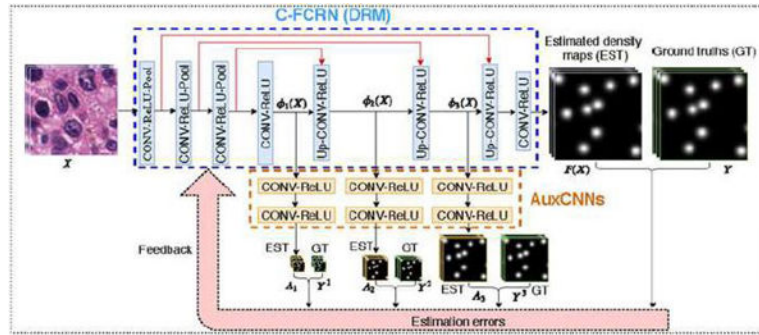 C-FCRN (DRM)
Estimated density
maps (EST)
Ground truths (GT)
CONV-ReLU-Pool
CONV-ReLU-Pool
CONV-ReLU-Pool
CONV-ReLU
ϕ₁(X)
Up-CONV-ReLU
ϕ₂(X)
Up-CONV-ReLU
ϕ₃(X)
Up-CONV-ReLU
CONV-ReLU
X
F(X)
Y
CONV-ReLU
CONV-ReLU
CONV-ReLU
AuxCNNs
CONV-ReLU
CONV-ReLU
CONV-ReLU
Feedback
EST
GT
EST
GT
EST
GT
A₁
Y¹
A₂
Y²
A₃
Y³
Estimation errors